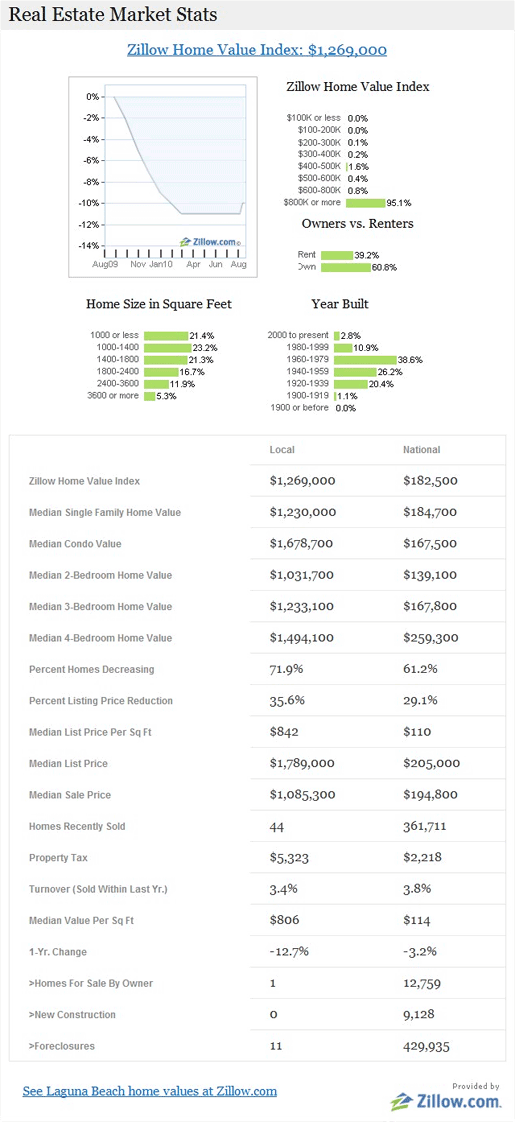 Real Estate Market Stats
Zillow Home Value Index: $1,269,000
0%
-2%
-4%
-6%
-8%
-10%
-12%
-14%
Zillow.com
Aug09 Nov Jan10 Apr Jun Aug
Zillow Home Value Index
$100K or less 0.0%
$100-200K 0.0%
$200-300K 0.1%
$300-400K 0.2%
$400-500K 1.6%
$500-600K 0.4%
$600-800K 0.8%
$800K or more 95.1%
Owners vs. Renters
Rent 39.2%
Own 60.8%
Home Size in Square Feet
1000 or less 21.4%
1000-1400 23.2%
1400-1800 21.3%
1800-2400 16.7%
2400-3600 11.9%
3600 or more 5.3%
Year Built
2000 to present 2.8%
1980-1999 10.9%
1960-1979 38.6%
1940-1959 26.2%
1920-1939 20.4%
1900-1919 1.1%
1900 or before 0.0%
Local National
Zillow Home Value Index $1,269,000 $182,500
Median Single Family Home Value $1,230,000 $184,700
Median Condo Value $1,678,700 $167,500
Median 2-Bedroom Home Value $1,031,700 $139,100
Median 3-Bedroom Home Value $1,233,100 $167,800
Median 4-Bedroom Home Value $1,494,100 $259,300
Percent Homes Decreasing 71.9% 61.2%
Percent Listing Price Reduction 35.6% 29.1%
Median List Price Per Sq Ft $842 $110
Median List Price $1,789,000 $205,000
Median Sale Price $1,085,300 $194,800
Homes Recently Sold 44 361,711
Property Tax $5,323 $2,218
Turnover (Sold Within Last Yr.) 3.4% 3.8%
Median Value Per Sq Ft $806 $114
1-Yr. Change -12.7% -3.2%
>Homes For Sale By Owner 1 12,759
>New Construction 0 9,128
>Foreclosures 11 429,935
See Laguna Beach home values at Zillow.com
Provided by
Zillow.com